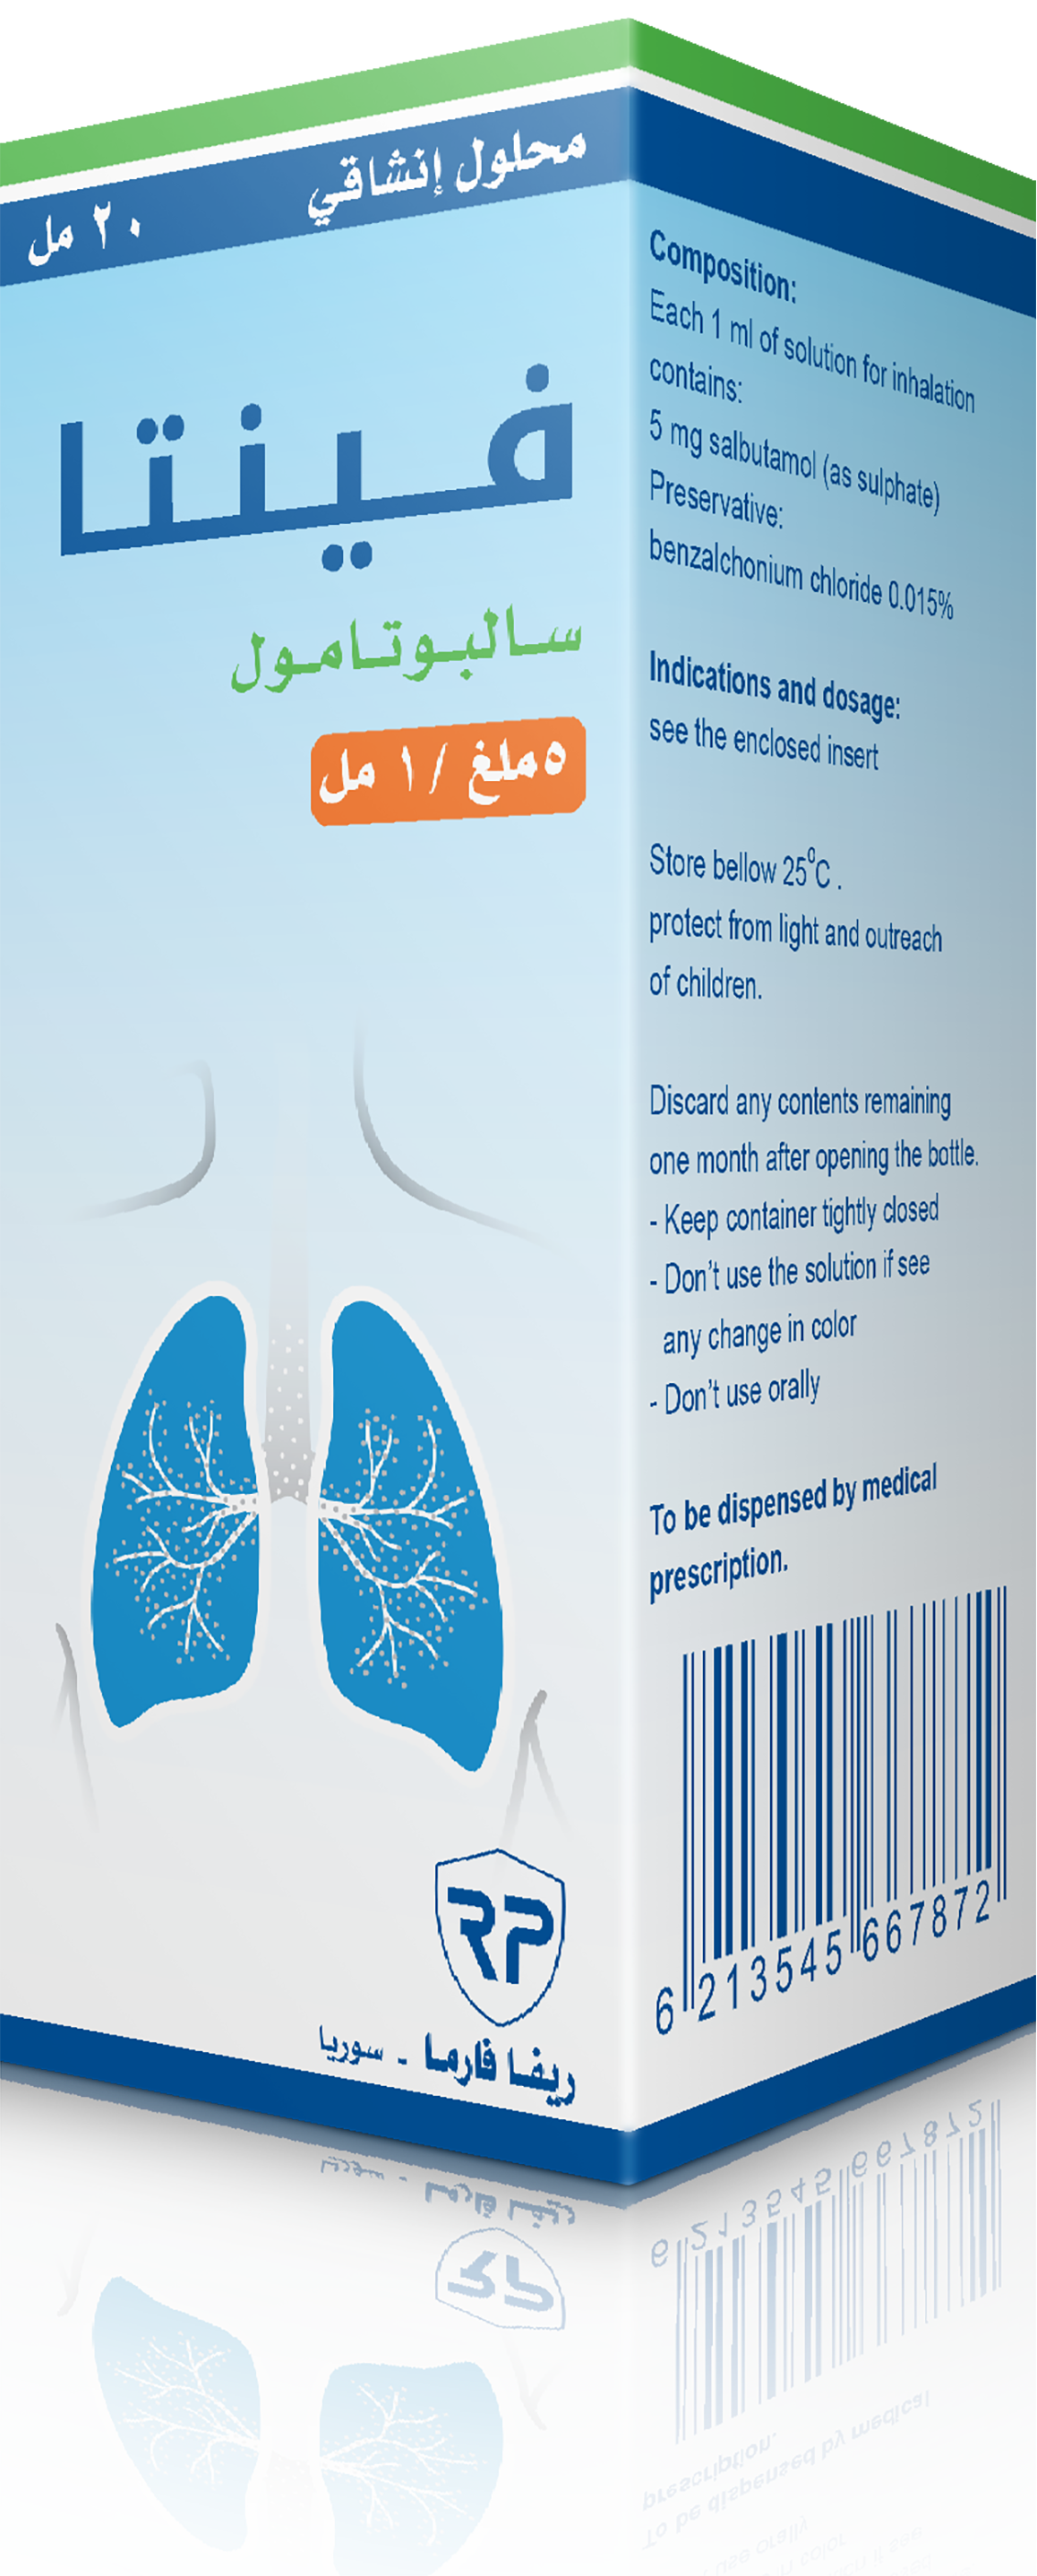 محلول إنشاقي ٢٠ مل
فينتا
سالبوتامول
٥ملغ / ١ مل
RP
ريفا فارما - سوريا
Composition:
Each 1 ml of solution for inhalation
contains:
5 mg salbutamol (as sulphate)
Preservative:
benzalchonium chloride 0.015%
Indications and dosage:
see the enclosed insert
Store bellow 25⁰C .
protect from light and outreach
of children.
Discard any contents remaining
one month after opening the bottle.
- Keep container tightly closed
- Don't use the solution if see
any change in color
- Don't use orally
To be dispensed by medical
prescription.
6 213545 667872